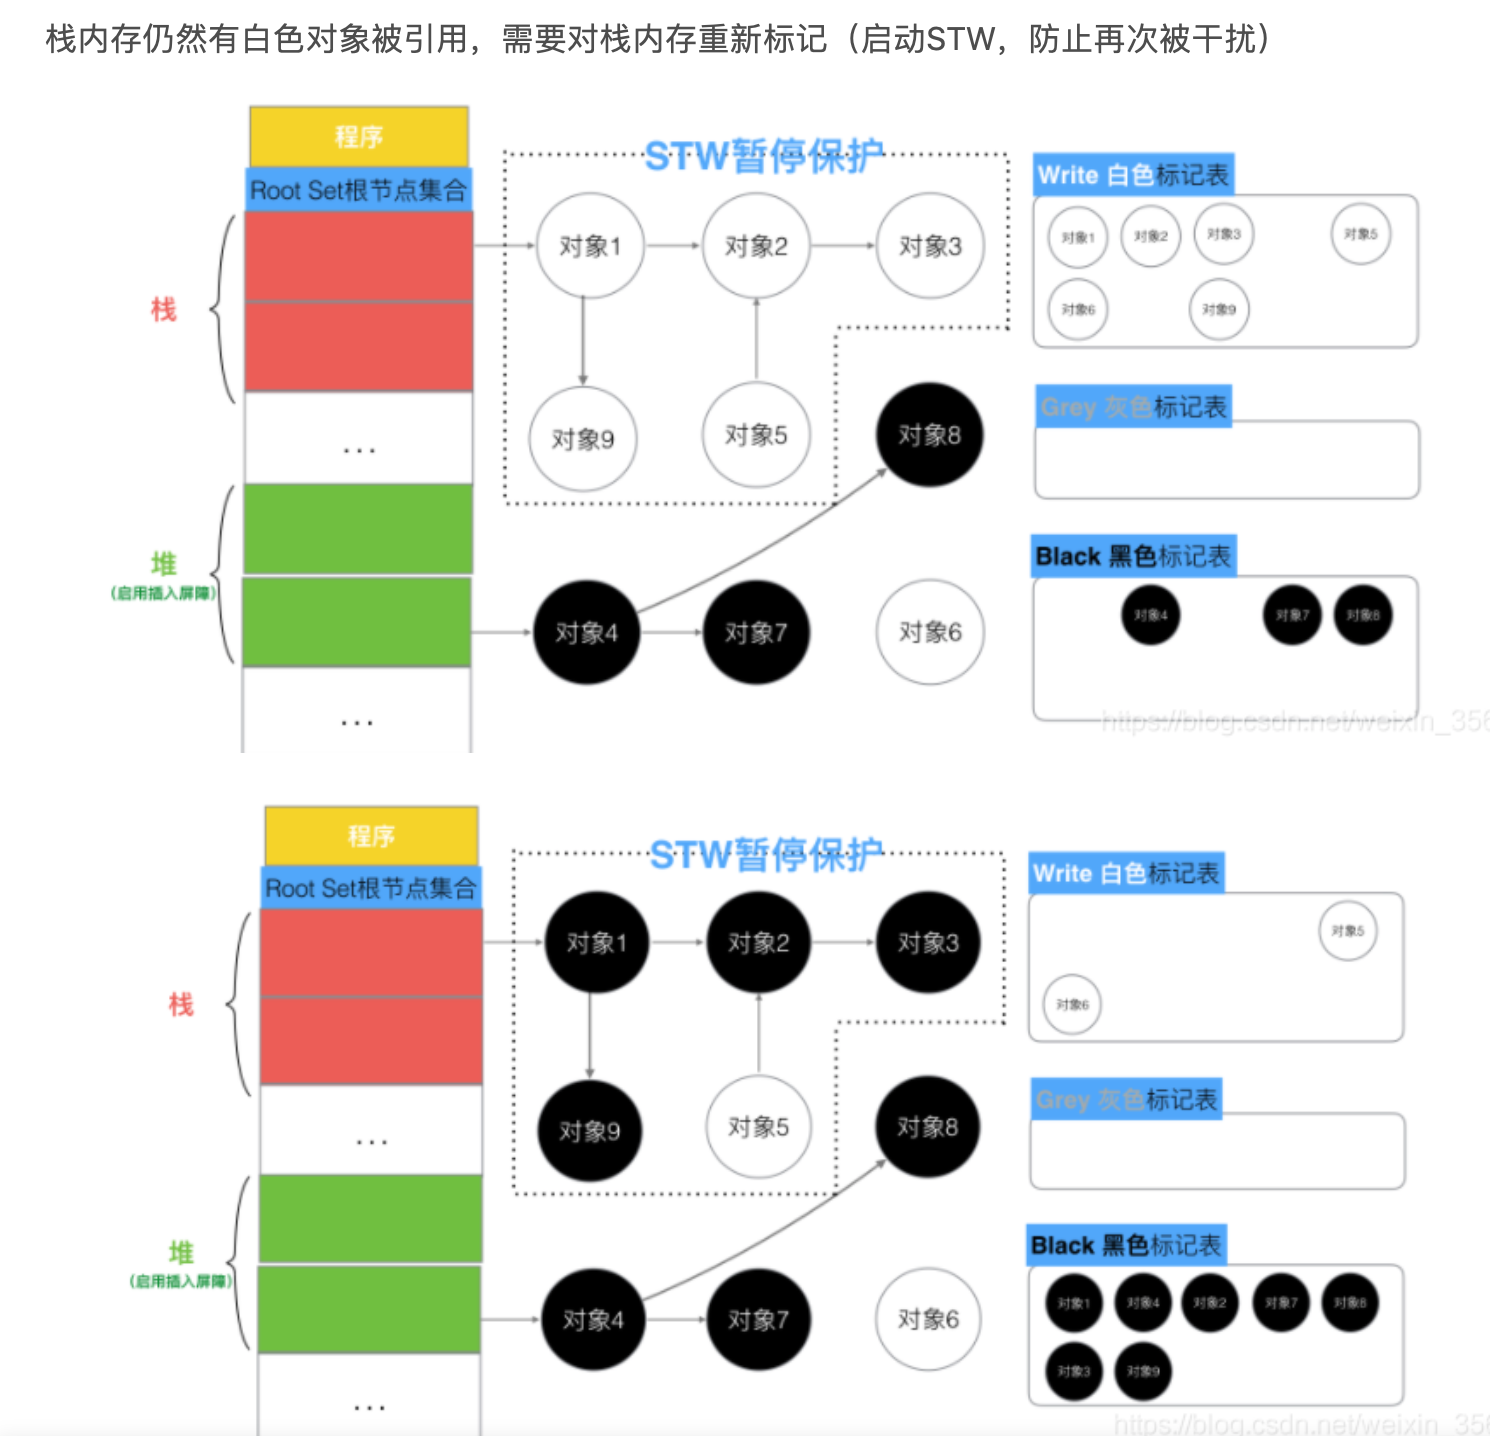 栈内存仍然有白色对象被引用，需要对栈内存重新标记（启动STW，防止再次被干扰）
程序
STW暂停保护
Root Set根节点集合
Write 白色标记表
对象1 对象2 对象3 对象5
对象6 对象9
对象1 对象2 对象3
栈
Grey 灰色标记表
对象9 对象5 对象8
...
Black 黑色标记表
对象4 对象7 对象8
堆
（启用插入屏障）
对象4 对象7 对象6
...
https://blog.csdn.net/weixin_356
程序
STW暂停保护
Root Set根节点集合
Write 白色标记表
对象5
对象6
对象1 对象2 对象3
栈
Grey 灰色标记表
对象9 对象5 对象8
...
Black 黑色标记表
对象1 对象4 对象2 对象7 对象8
对象3 对象9
堆
（启用插入屏障）
对象4 对象7 对象6
...
https://blog.csdn.net/weixin_356